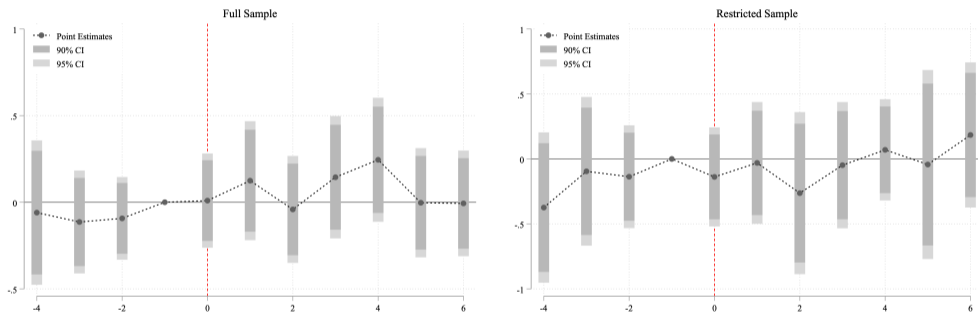 Full Sample
1
Point Estimates
90% CI
95% CI
.5
0
-.5
-4 -2 0 2 4 6
Restricted Sample
1
Point Estimates
90% CI
95% CI
.5
0
-.5
-1
-4 -2 0 2 4 6